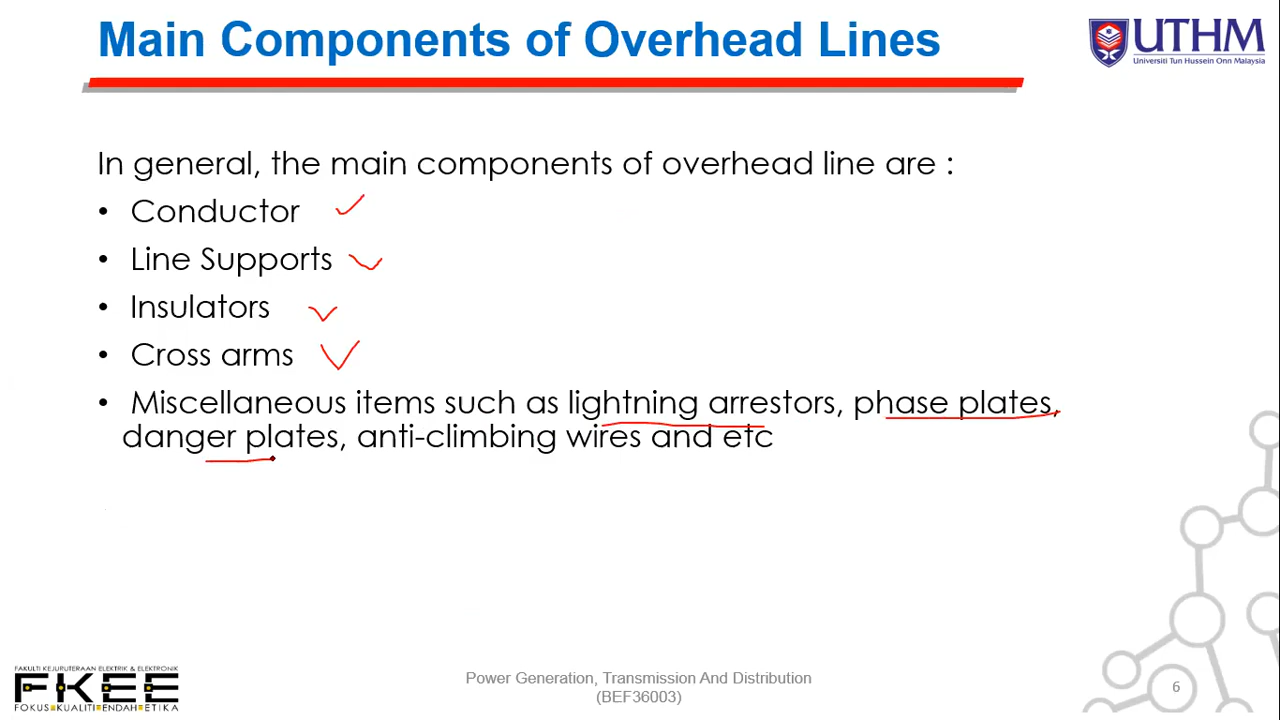 Main Components of Overhead Lines
UTHM
Universiti Tun Hussein Onn Malaysia
In general, the main components of overhead line are :
• Conductor
• Line Supports
• Insulators
• Cross arms
• Miscellaneous items such as lightning arrestors, phase plates,
danger plates, anti-climbing wires and etc
FAKULTI KEJURUTERAAN ELEKTRIK & ELEKTRONIK
FKEE
FOKUS KUALITI ENDAH ETIKA
Power Generation, Transmission And Distribution
(BEF36003)
6